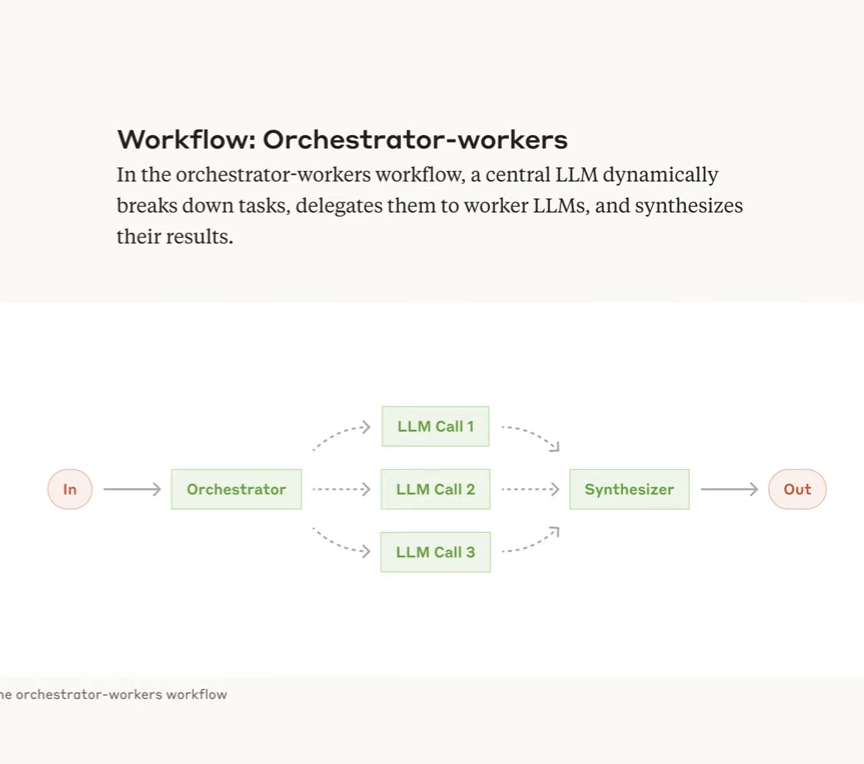 Workflow: Orchestrator-workers
In the orchestrator-workers workflow, a central LLM dynamically
breaks down tasks, delegates them to worker LLMs, and synthesizes
their results.
LLM Call 1
In
Orchestrator
LLM Call 2
Synthesizer
Out
LLM Call 3
orchestrator-workers workflow